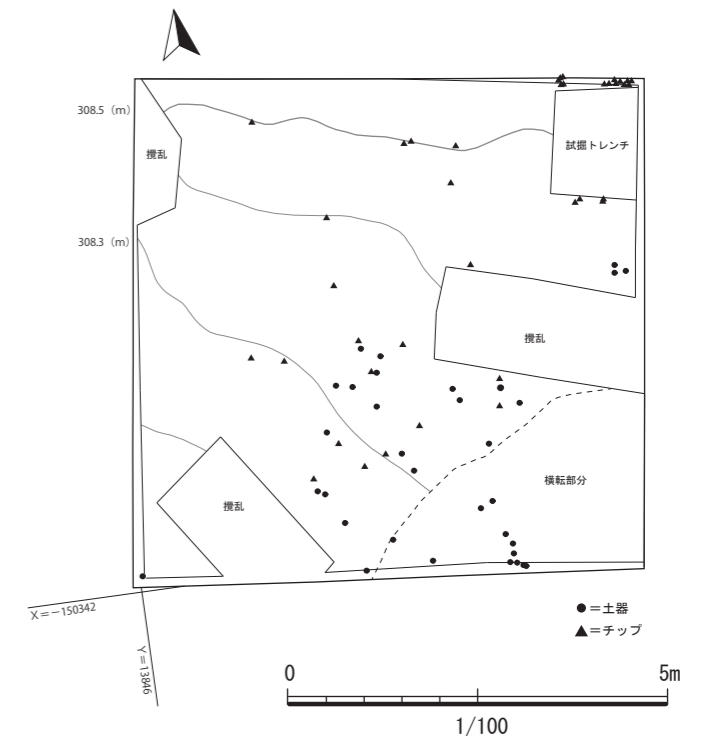 308.5（m）
攪乱
試掘トレンチ
308.3（m）
攪乱
横転部分
攪乱
X＝－150342
Y＝13846
●＝土器
▲＝チップ
0 5m
1/100